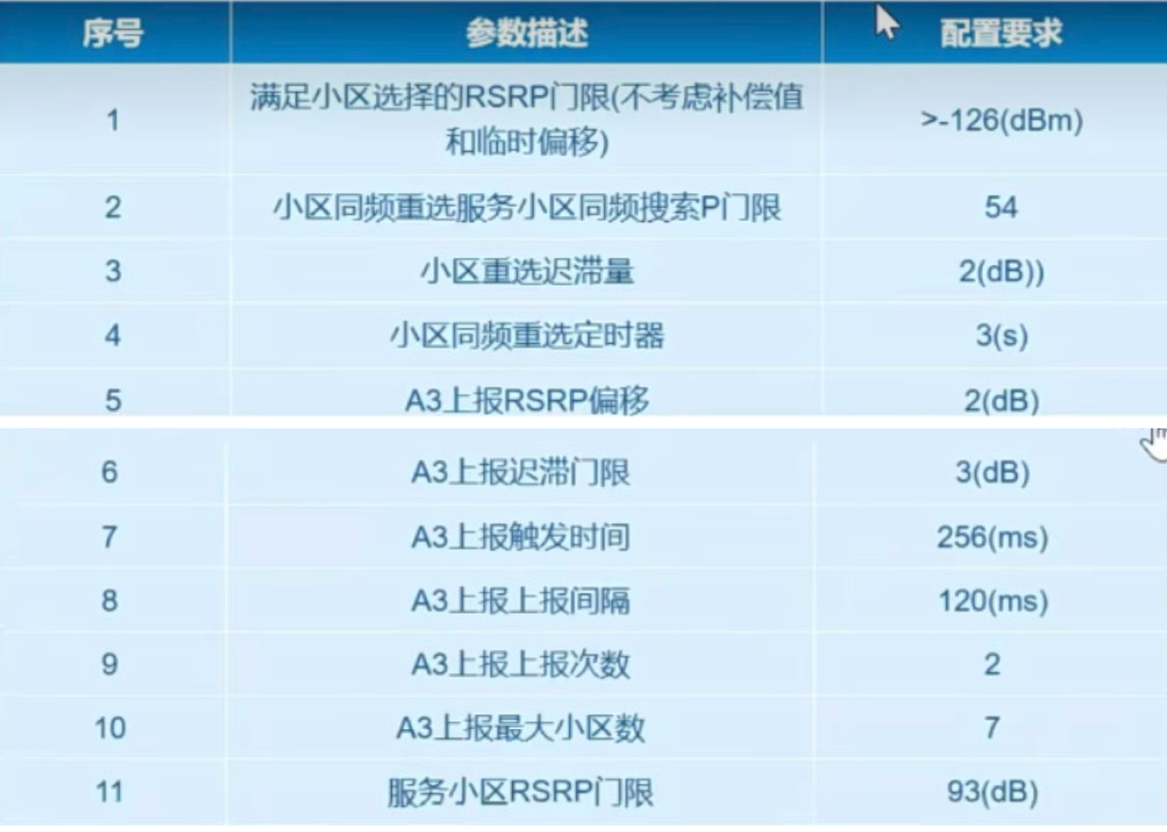 序号 参数描述 配置要求
1 满足小区选择的RSRP门限(不考虑补偿值
和临时偏移) >-126(dBm)
2 小区同频重选服务小区同频搜索P门限 54
3 小区重选迟滞量 2(dB))
4 小区同频重选定时器 3(s)
5 A3上报RSRP偏移 2(dB)
6 A3上报迟滞门限 3(dB)
7 A3上报触发时间 256(ms)
8 A3上报上报间隔 120(ms)
9 A3上报上报次数 2
10 A3上报最大小区数 7
11 服务小区RSRP门限 93(dB)